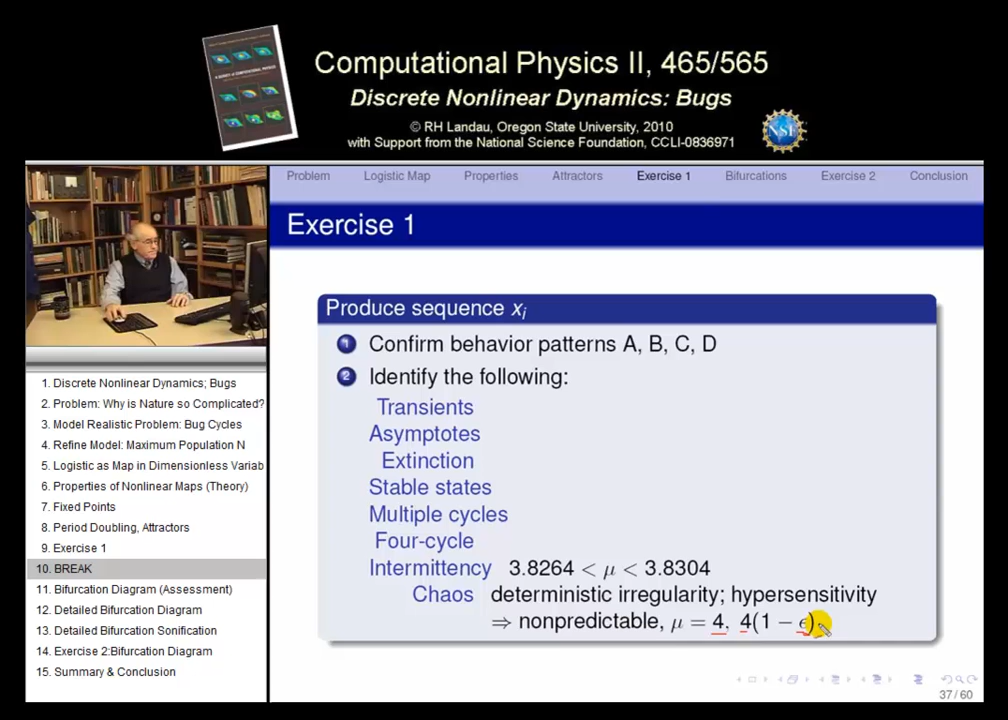 Computational Physics II, 465/565
Discrete Nonlinear Dynamics: Bugs
© RH Landau, Oregon State University, 2010
with Support from the National Science Foundation, CCLI-0836971
NSF
Problem Logistic Map Properties Attractors Exercise 1 Bifurcations Exercise 2 Conclusion
Exercise 1
Produce sequence xᵢ
1 Confirm behavior patterns A, B, C, D
2 Identify the following:
Transients
Asymptotes
Extinction
Stable states
Multiple cycles
Four-cycle
Intermittency 3.8264 < μ < 3.8304
Chaos deterministic irregularity; hypersensitivity
⇒ nonpredictable, μ = 4, 4(1 − ϵ)
37 / 60
1. Discrete Nonlinear Dynamics; Bugs
2. Problem: Why is Nature so Complicated?
3. Model Realistic Problem: Bug Cycles
4. Refine Model: Maximum Population N
5. Logistic as Map in Dimensionless Variab
6. Properties of Nonlinear Maps (Theory)
7. Fixed Points
8. Period Doubling, Attractors
9. Exercise 1
10. BREAK
11. Bifurcation Diagram (Assessment)
12. Detailed Bifurcation Diagram
13. Detailed Bifurcation Sonification
14. Exercise 2:Bifurcation Diagram
15. Summary & Conclusion